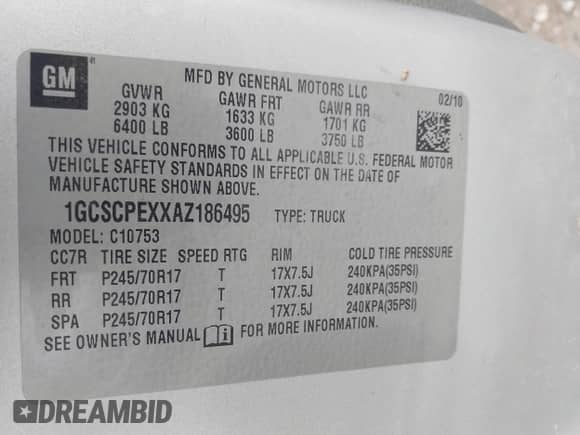 GM
MFD BY GENERAL MOTORS LLC
02/10
GVWR GAWR FRT GAWR RR
2903 KG 1633 KG 1701 KG
6400 LB 3600 LB 3750 LB
THIS VEHICLE CONFORMS TO ALL APPLICABLE U.S. FEDERAL MOTOR
VEHICLE SAFETY STANDARDS IN EFFECT ON THE DATE OF
MANUFACTURE SHOWN ABOVE.
1GCSCPEXXAZ186495 TYPE: TRUCK
MODEL: C10753
CC7R TIRE SIZE SPEED RTG RIM COLD TIRE PRESSURE
FRT P245/70R17 T 17X7.5J 240KPA(35PSI)
RR P245/70R17 T 17X7.5J 240KPA(35PSI)
SPA P245/70R17 T 17X7.5J 240KPA(35PSI)
SEE OWNER'S MANUAL FOR MORE INFORMATION.
DREAMBID